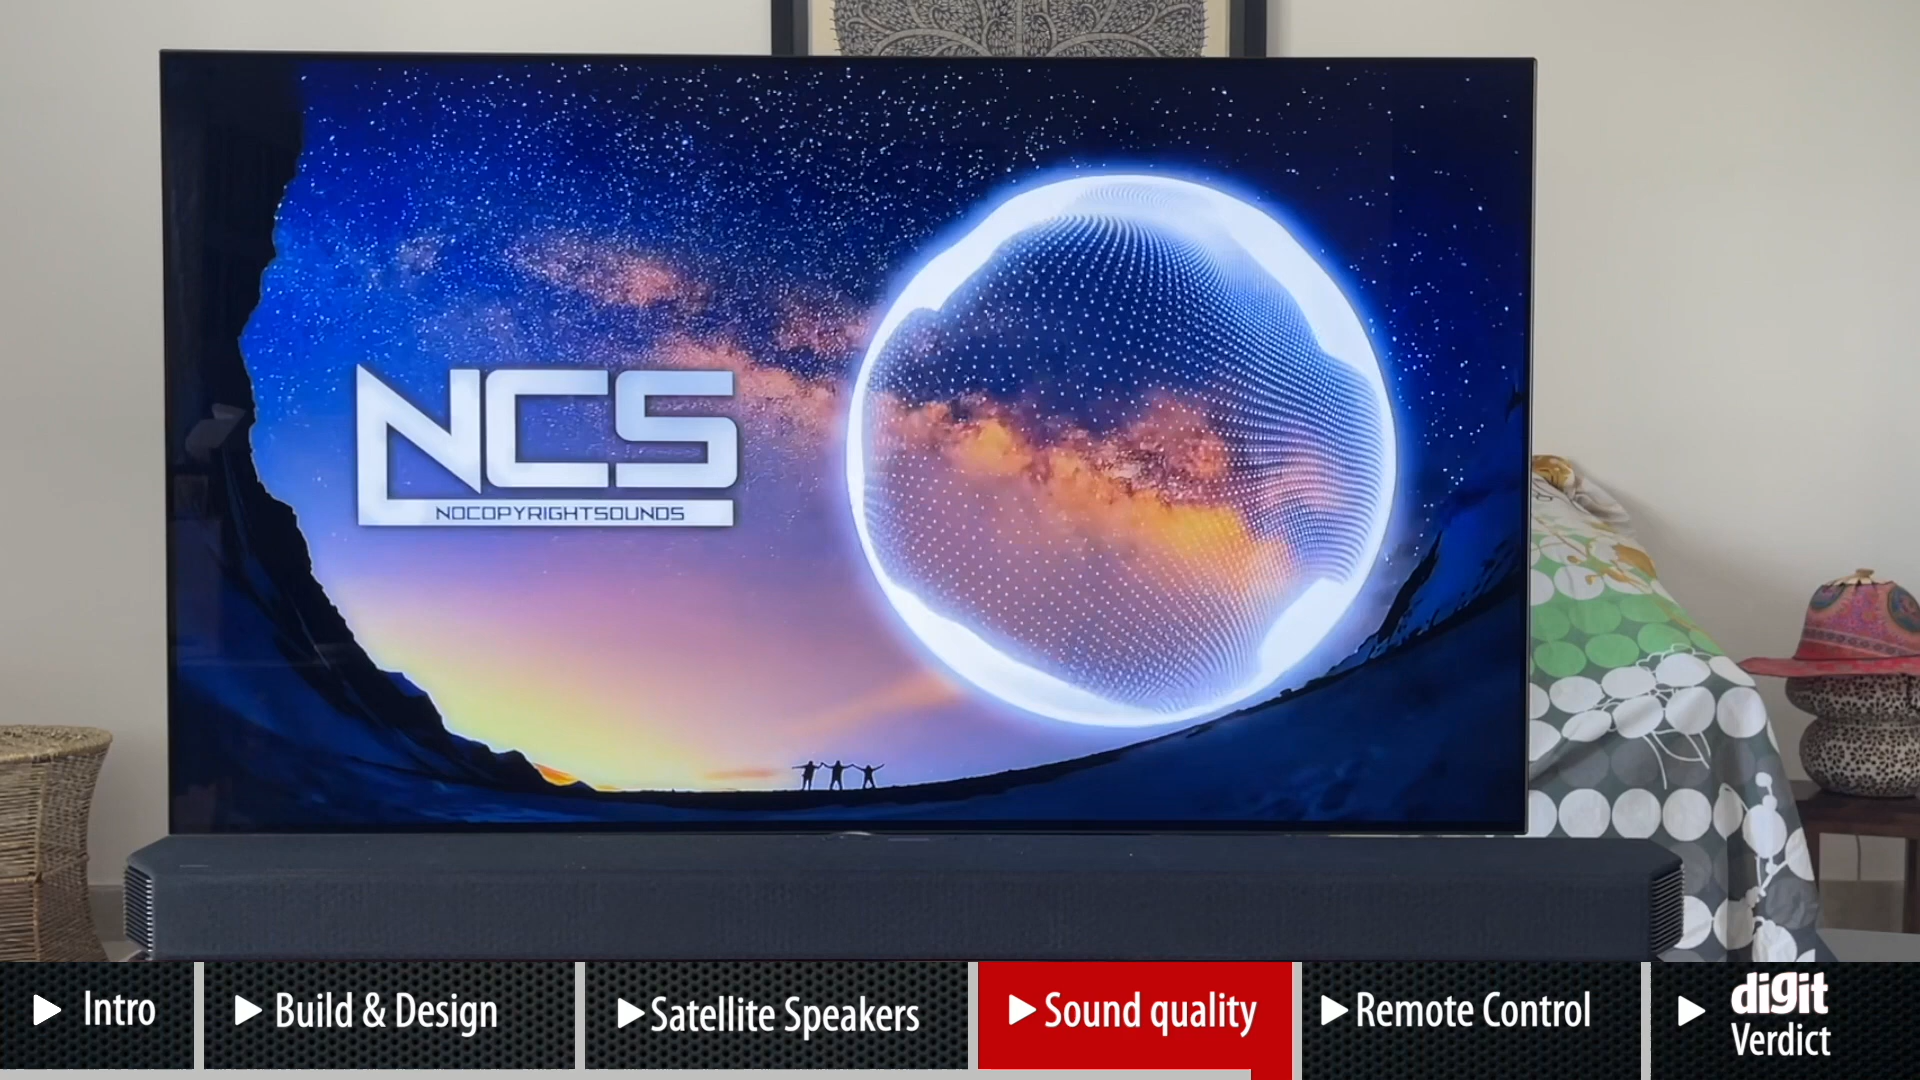 NCS
NOCOPYRIGHTSOUNDS
Intro
Build & Design
Satellite Speakers
Sound quality
Remote Control
digit
Verdict